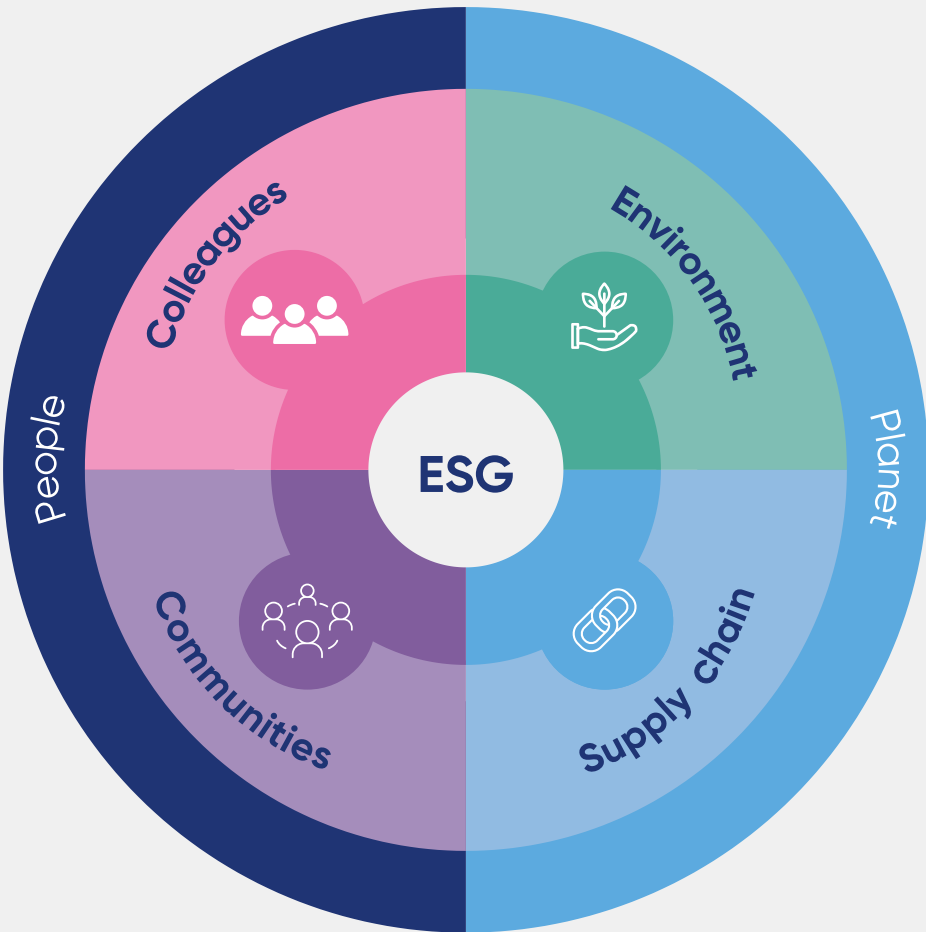 Colleagues
Environment
People
ESG
Planet
Communities
Supply chain